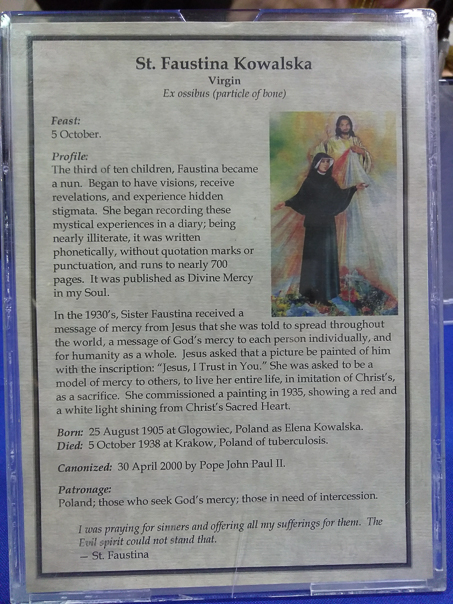 St. Faustina Kowalska
Virgin
Ex ossibus (particle of bone)
Feast:
5 October.
Profile:
The third of ten children, Faustina became
a nun. Began to have visions, receive
revelations, and experience hidden
stigmata. She began recording these
mystical experiences in a diary; being
nearly illiterate, it was written
phonetically, without quotation marks or
punctuation, and runs to nearly 700
pages. It was published as Divine Mercy
in my Soul.
In the 1930's, Sister Faustina received a
message of mercy from Jesus that she was told to spread throughout
the world, a message of God's mercy to each person individually, and
for humanity as a whole. Jesus asked that a picture be painted of him
with the inscription: "Jesus, I Trust in You." She was asked to be a
model of mercy to others, to live her entire life, in imitation of Christ's,
as a sacrifice. She commissioned a painting in 1935, showing a red and
a white light shining from Christ's Sacred Heart.
Born: 25 August 1905 at Glogowiec, Poland as Elena Kowalska.
Died: 5 October 1938 at Krakow, Poland of tuberculosis.
Canonized: 30 April 2000 by Pope John Paul II.
Patronage:
Poland; those who seek God's mercy; those in need of intercession.
I was praying for sinners and offering all my sufferings for them. The
Evil spirit could not stand that.
— St. Faustina